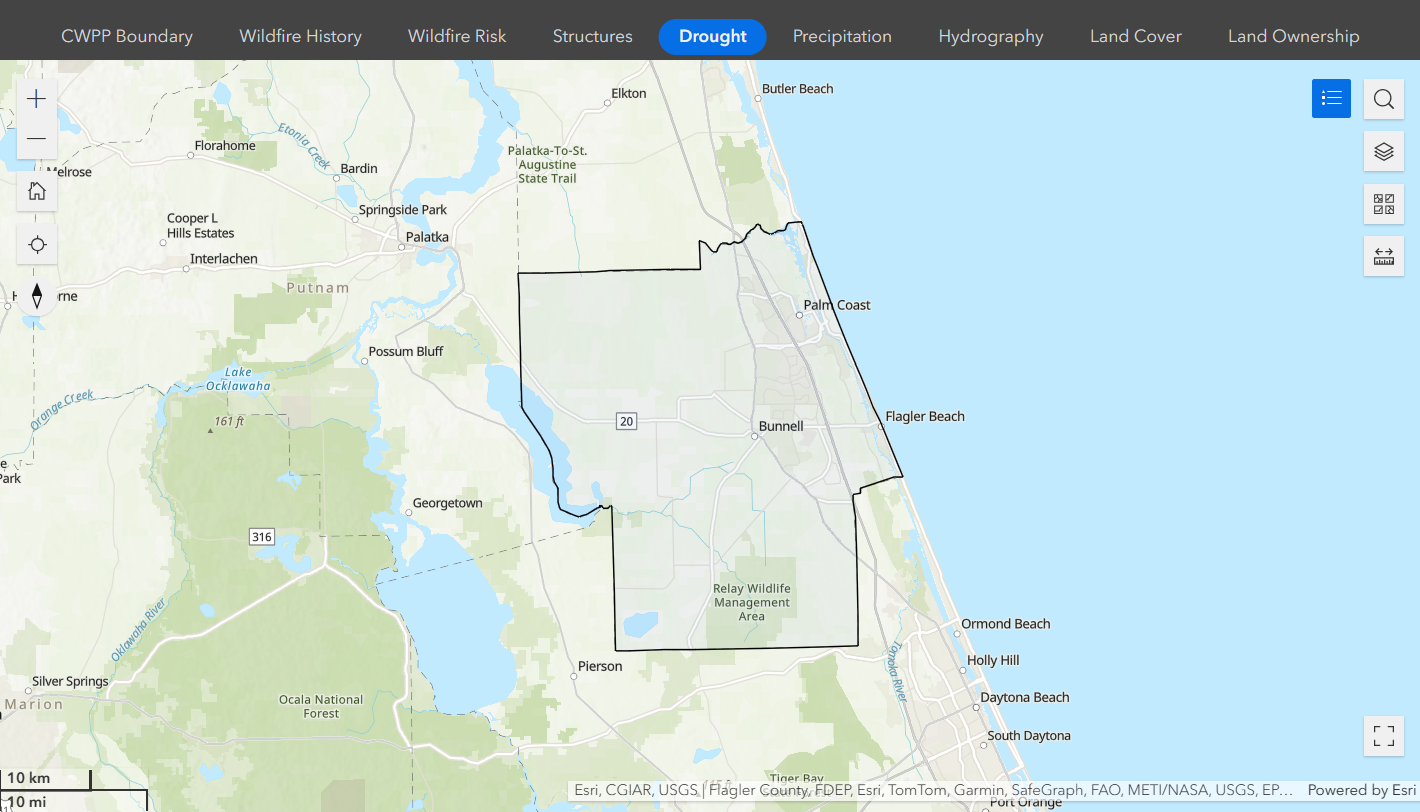 CWPP Boundary
Wildfire History
Wildfire Risk
Structures
Drought
Precipitation
Hydrography
Land Cover
Land Ownership
Elkton
Butler Beach
Etonia Creek
Florahome
Palatka-To-St.
Augustine
State Trail
Bardin
Melrose
Springside Park
Cooper L
Hills Estates
Palatka
Interlachen
Putnam
rne
Palm Coast
Possum Bluff
Lake
Ocklawaha
Orange Creek
161 ft
20
Flagler Beach
Bunnell
e
Park
Georgetown
316
Relay Wildlife
Management
Area
Oklawaha River
Ormond Beach
Tomoka River
Holly Hill
Pierson
Silver Springs
Marion
Ocala National
Forest
Daytona Beach
South Daytona
Tiger Bay
10 km
10 mi
Esri, CGIAR, USGS | Flagler County, FDEP, Esri, TomTom, Garmin, SafeGraph, FAO, METI/NASA, USGS, EP...
Powered by Esri
Port Orange